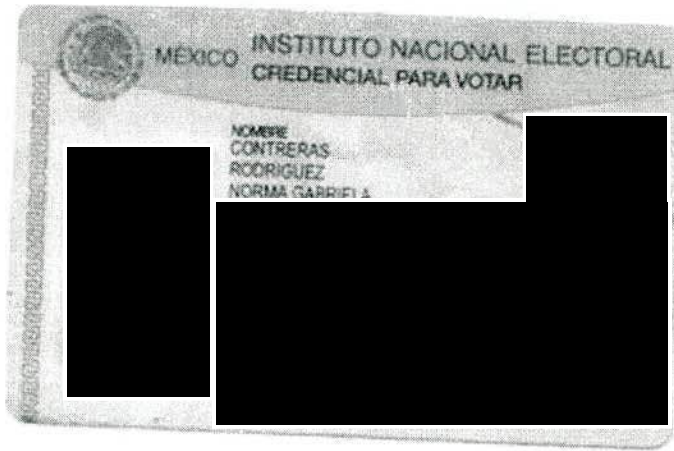 MÉXICO INSTITUTO NACIONAL ELECTORAL
CREDENCIAL PARA VOTAR
NOMBRE
CONTRERAS
RODRIGUEZ
NORMA GABRIELA